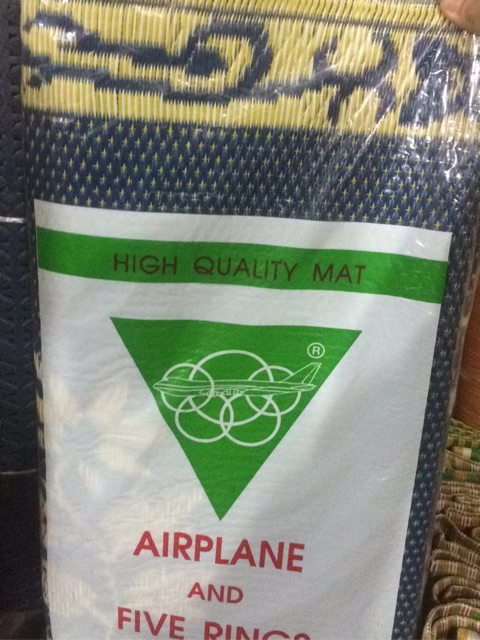 HIGH QUALITY MAT
®
AIRPLANE
AND
FIVE RINGS